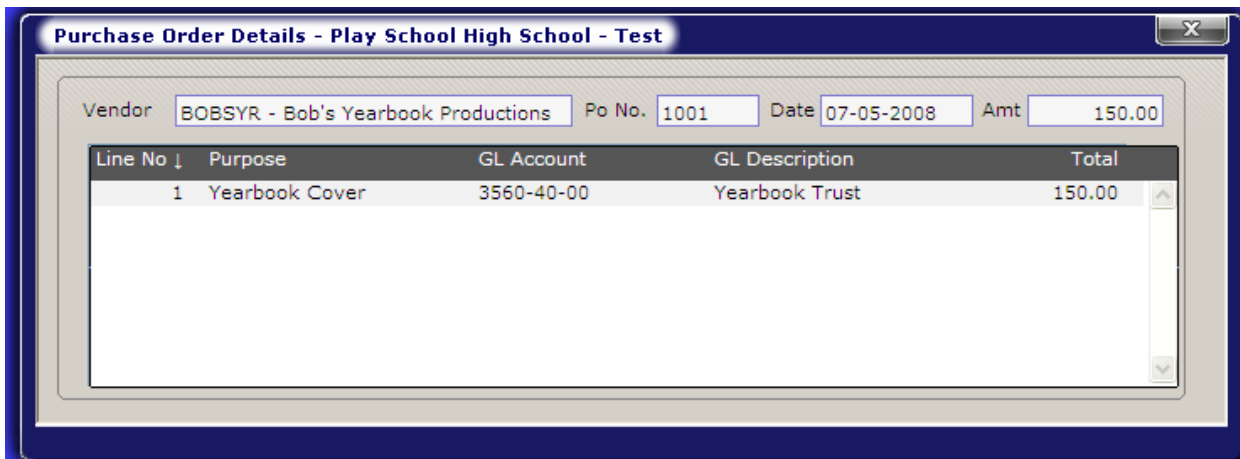 Purchase Order Details - Play School High School - Test
X
Vendor BOBSYR - Bob's Yearbook Productions Po No. 1001 Date 07-05-2008 Amt 150.00
Line No ↓ Purpose GL Account GL Description Total
1 Yearbook Cover 3560-40-00 Yearbook Trust 150.00